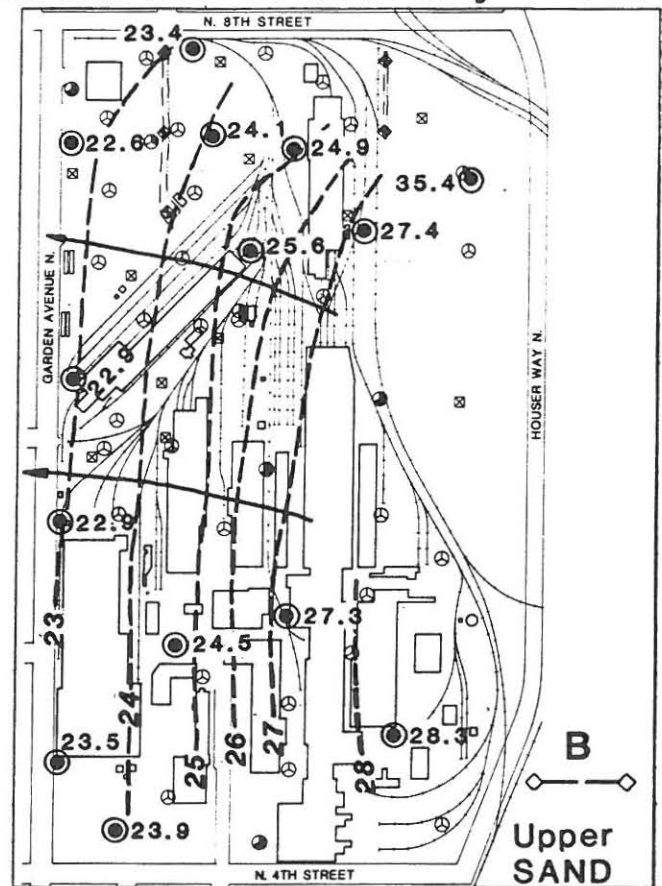 N. 8TH STREET
23.4
22.6
24.1
24.9
35.4
27.4
25.6
GARDEN AVENUE N.
HOUSER WAY N.
22.9
22.9
23
27.3
24.5
24
25
26
27
28
23.5
28.3
23.9
B
Upper
SAND
N. 4TH STREET